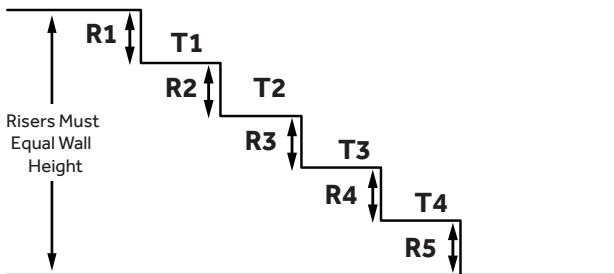 R1
T1
R2
T2
Risers Must
Equal Wall
Height
R3
T3
R4
T4
R5